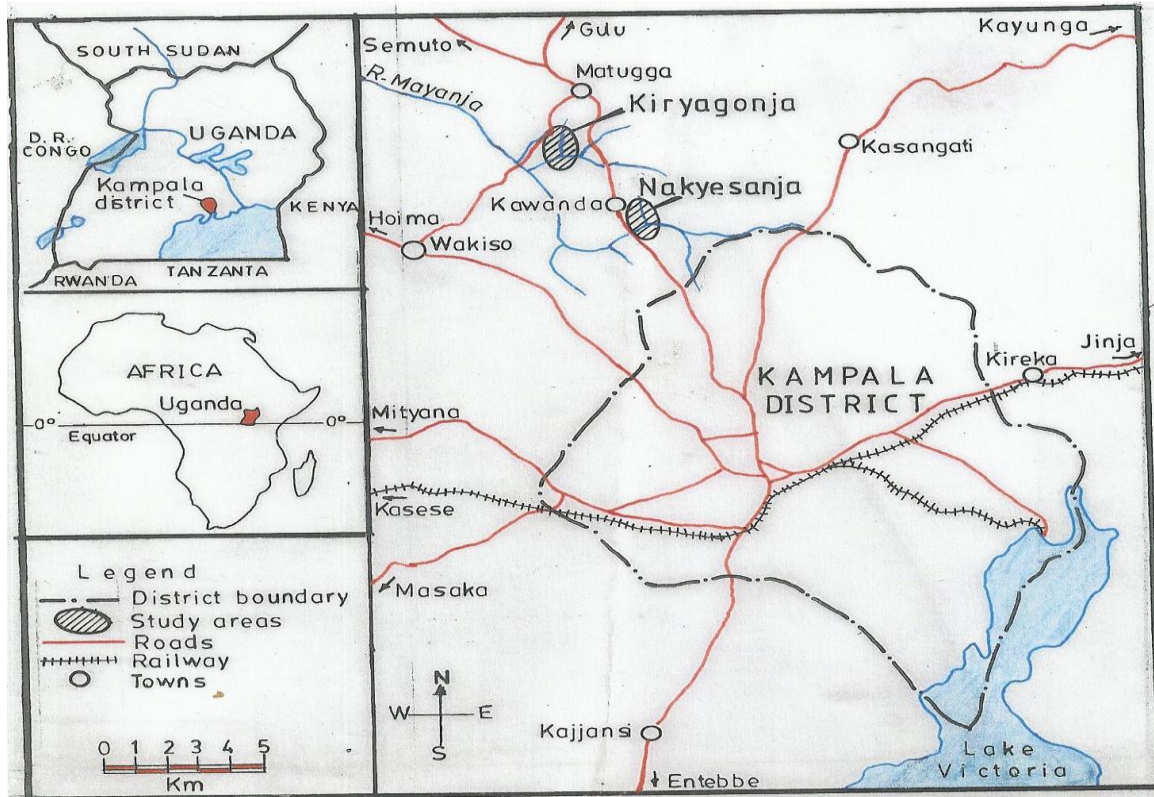 SOUTH SUDAN
UGANDA
D. R.
CONGO
Kampala
district
KENYA
TANZANTA
RWANDA
AFRICA
Uganda
0°
0°
Equator
Legend
District boundary
Study areas
Roads
Railway
Towns
0 1 2 3 4 5
Km
Gulu
Kayunga
Semuto
Matugga
R. Mayanja
Kiryagonja
Kasangati
Nakyesanja
Kawanda
Hoima
Wakiso
Jinja
Kireka
KAMPALA
DISTRICT
Mityana
Kasese
Masaka
N
W E
S
Kajjansi
Entebbe
Lake
Victoria